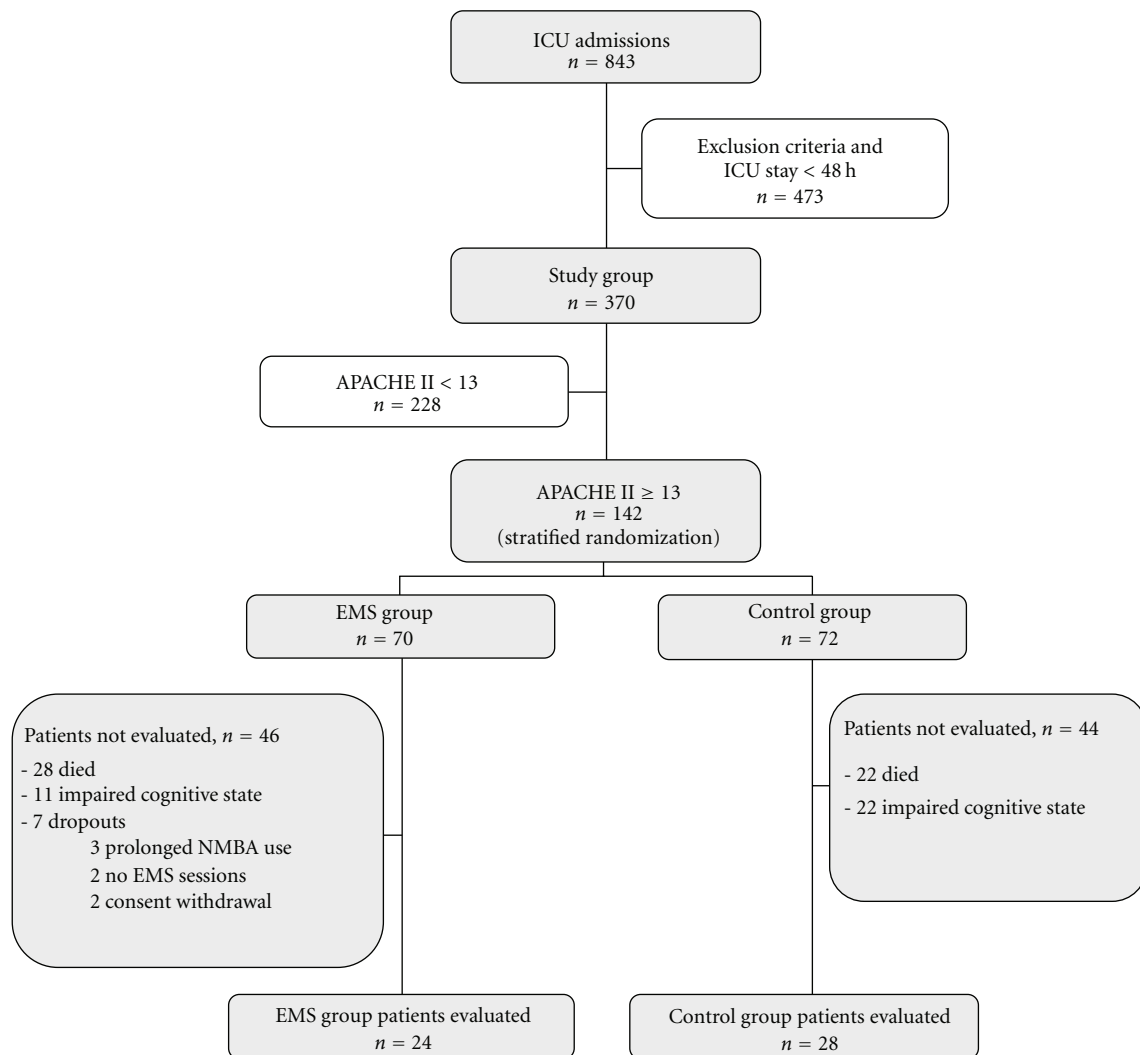 ICU admissions
n = 843
Exclusion criteria and
ICU stay < 48 h
n = 473
Study group
n = 370
APACHE II < 13
n = 228
APACHE II ≥ 13
n = 142
(stratified randomization)
EMS group
n = 70
Control group
n = 72
Patients not evaluated, n = 46
- 28 died
- 11 impaired cognitive state
- 7 dropouts
3 prolonged NMBA use
2 no EMS sessions
2 consent withdrawal
Patients not evaluated, n = 44
- 22 died
- 22 impaired cognitive state
EMS group patients evaluated
n = 24
Control group patients evaluated
n = 28